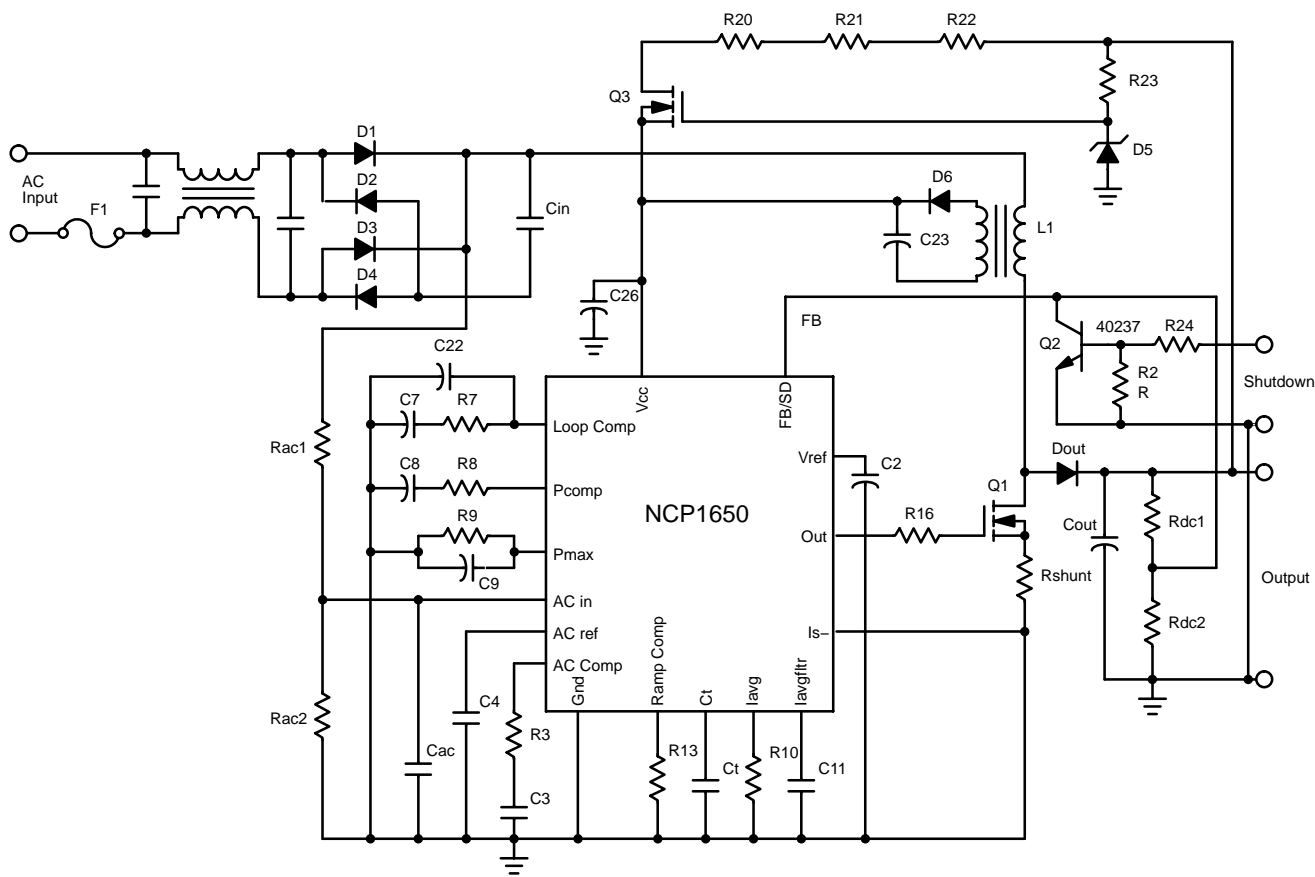 R20
R21
R22
R23
Q3
D5
D1
AC
Input
D2
D6
F1
Cin
D3
C23
L1
D4
C26
FB
40237
R24
C22
Q2
R2
R
Shutdown
Vcc
FB/SD
C7
R7
Loop Comp
Rac1
Dout
Vref
C2
C8
R8
Pcomp
Q1
NCP1650
R9
R16
Cout
Rdc1
Out
Pmax
C9
Rshunt
Output
AC in
AC ref
Is–
Rdc2
AC Comp
Gnd
Ramp Comp
Ct
Iavg
Iavgfltr
Rac2
C4
R3
Cac
R13
Ct
R10
C11
C3